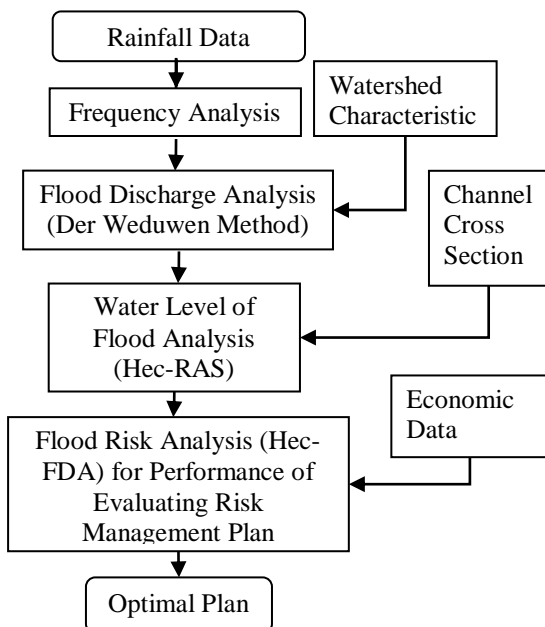 Rainfall Data
Frequency Analysis
Watershed
Characteristic
Flood Discharge Analysis
(Der Weduwen Method)
Channel
Cross
Section
Water Level of
Flood Analysis
(Hec-RAS)
Economic
Data
Flood Risk Analysis (Hec-
FDA) for Performance of
Evaluating Risk
Management Plan
Optimal Plan